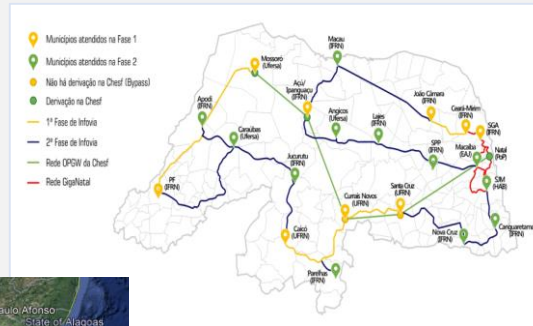 Municípios atendidos na Fase 1
Municípios atendidos na Fase 2
Não há derivação na Chesf (Bypass)
Derivação na Chesf
1ª Fase de Infovia
2ª Fase de Infovia
Rede OPGW da Chesf
Rede GigaNatal
Mossoró
(Ufersa)
Macau
(IFRN)
Açú/
Ipanguaçu
(IFRN)
João Câmara
(IFRN)
Ceará-Mirim
(IFRN)
SGA
(IFRN)
Apodi
(IFRN)
Caraúbas
(Ufersa)
Angicos
(Ufersa)
Lajes
(IFRN)
SPP
(IFRN)
Macaíba
(EAJ)
Natal
(PoP)
Jucurutu
(IFRN)
PF
(IFRN)
Currais Novos
(UFRN)
Santa Cruz
(UFRN)
SJM
(HAB)
Caicó
(UFRN)
Nova Cruz
(IFRN)
Canguaretama
(IFRN)
Parelhas
(IFRN)
aulo Afonso
State of Alagoas